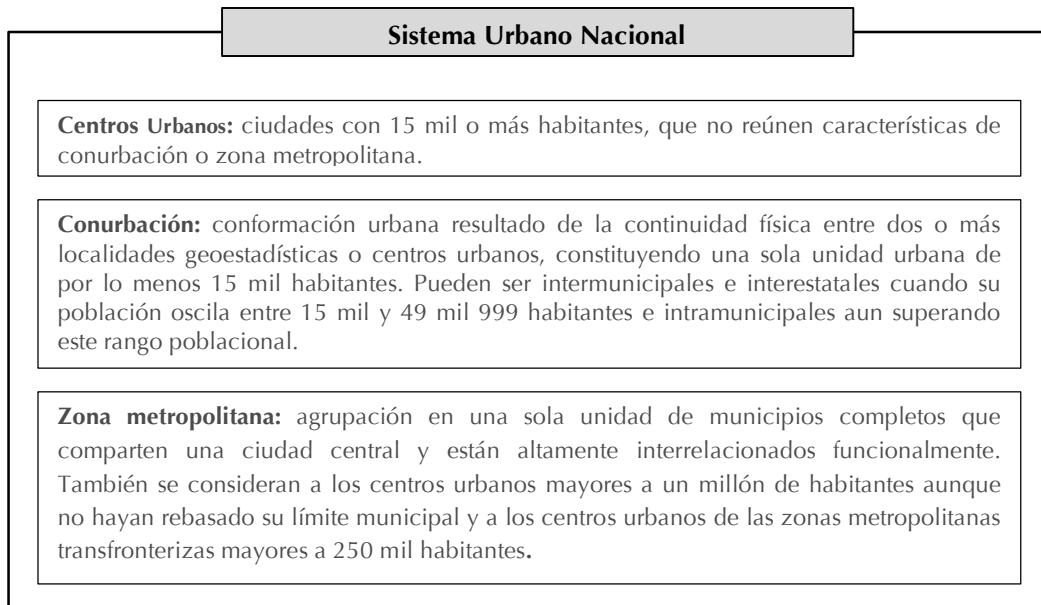 Sistema Urbano Nacional
Centros Urbanos: ciudades con 15 mil o más habitantes, que no reúnen características de
conurbación o zona metropolitana.
Conurbación: conformación urbana resultado de la continuidad física entre dos o más
localidades geoestadísticas o centros urbanos, constituyendo una sola unidad urbana de
por lo menos 15 mil habitantes. Pueden ser intermunicipales e interestatales cuando su
población oscila entre 15 mil y 49 mil 999 habitantes e intramunicipales aun superando
este rango poblacional.
Zona metropolitana: agrupación en una sola unidad de municipios completos que
comparten una ciudad central y están altamente interrelacionados funcionalmente.
También se consideran a los centros urbanos mayores a un millón de habitantes aunque
no hayan rebasado su límite municipal y a los centros urbanos de las zonas metropolitanas
transfronterizas mayores a 250 mil habitantes.